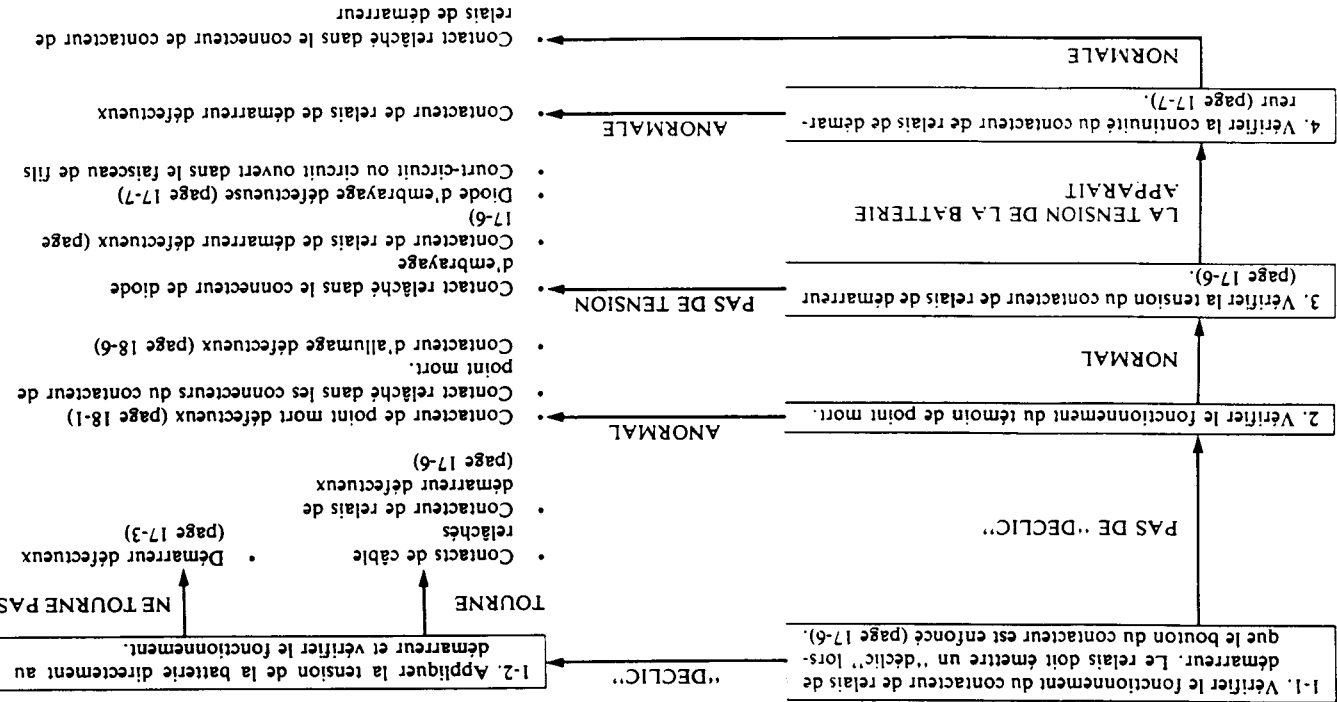 1-1. Vérifier le fonctionnement du contacteur de relais de
démarreur. Le relais doit émettre un "déclic" lors-
que le bouton du contacteur est enfoncé (page 17-6).
"DECLIC"
1-2. Appliquer la tension de la batterie directement au
démarreur et vérifier le fonctionnement.
TOURNE
NE TOURNE PAS
• Contacts de câble
relâchés
• Contacteur de relais de
démarreur défectueux
(page 17-6)
• Démarreur défectueux
(page 17-3)
PAS DE "DECLIC"
2. Vérifier le fonctionnement du témoin de point mort.
ANORMAL
• Contacteur de point mort défectueux (page 18-1)
• Contact relâché dans les connecteurs du contacteur de
point mort.
• Contacteur d'allumage défectueux (page 18-6)
NORMAL
3. Vérifier la tension du contacteur de relais de démarreur
(page 17-6).
PAS DE TENSION
• Contact relâché dans le connecteur de diode
d'embrayage
• Contacteur de relais de démarreur défectueux (page
17-6)
• Diode d'embrayage défectueuse (page 17-7)
• Court-circuit ou circuit ouvert dans le faisceau de fils
LA TENSION DE LA BATTERIE
APPARAIT
4. Vérifier la continuité du contacteur de relais de démar-
reur (page 17-7).
ANORMALE
• Contacteur de relais de démarreur défectueux
NORMALE
• Contact relâché dans le connecteur de contacteur de
relais de démarreur